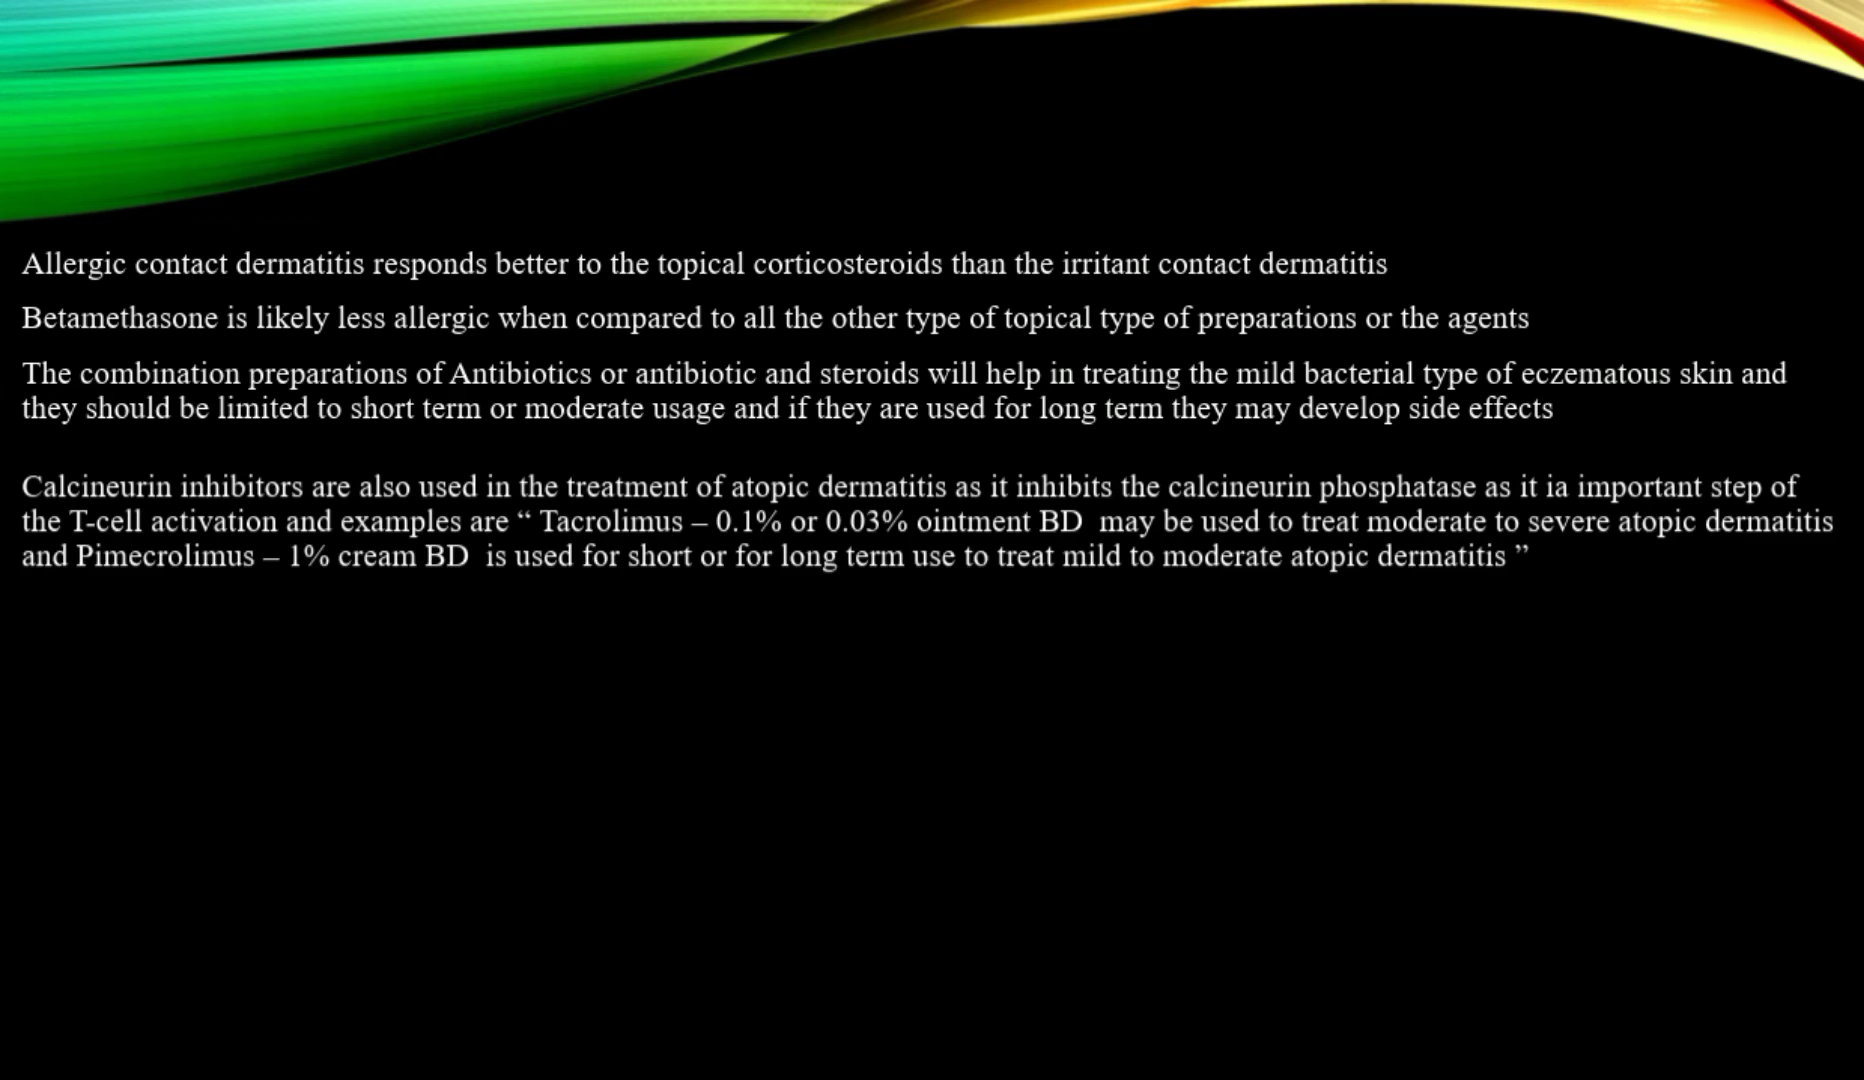 Allergic contact dermatitis responds better to the topical corticosteroids than the irritant contact dermatitis
Betamethasone is likely less allergic when compared to all the other type of topical type of preparations or the agents
The combination preparations of Antibiotics or antibiotic and steroids will help in treating the mild bacterial type of eczematous skin and
they should be limited to short term or moderate usage and if they are used for long term they may develop side effects
Calcineurin inhibitors are also used in the treatment of atopic dermatitis as it inhibits the calcineurin phosphatase as it ia important step of
the T-cell activation and examples are “ Tacrolimus – 0.1% or 0.03% ointment BD  may be used to treat moderate to severe atopic dermatitis
and Pimecrolimus – 1% cream BD  is used for short or for long term use to treat mild to moderate atopic dermatitis ”